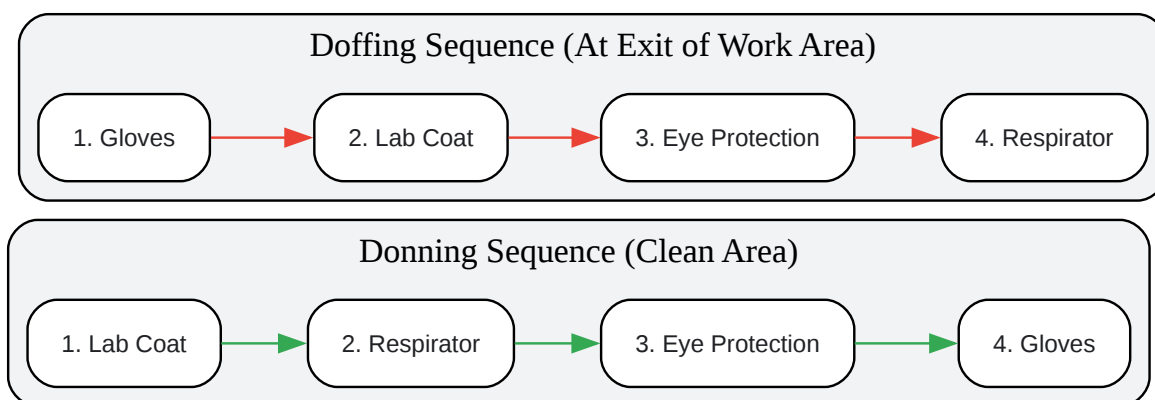 Doffing Sequence (At Exit of Work Area)
1. Gloves
2. Lab Coat
3. Eye Protection
4. Respirator
Donning Sequence (Clean Area)
1. Lab Coat
2. Respirator
3. Eye Protection
4. Gloves